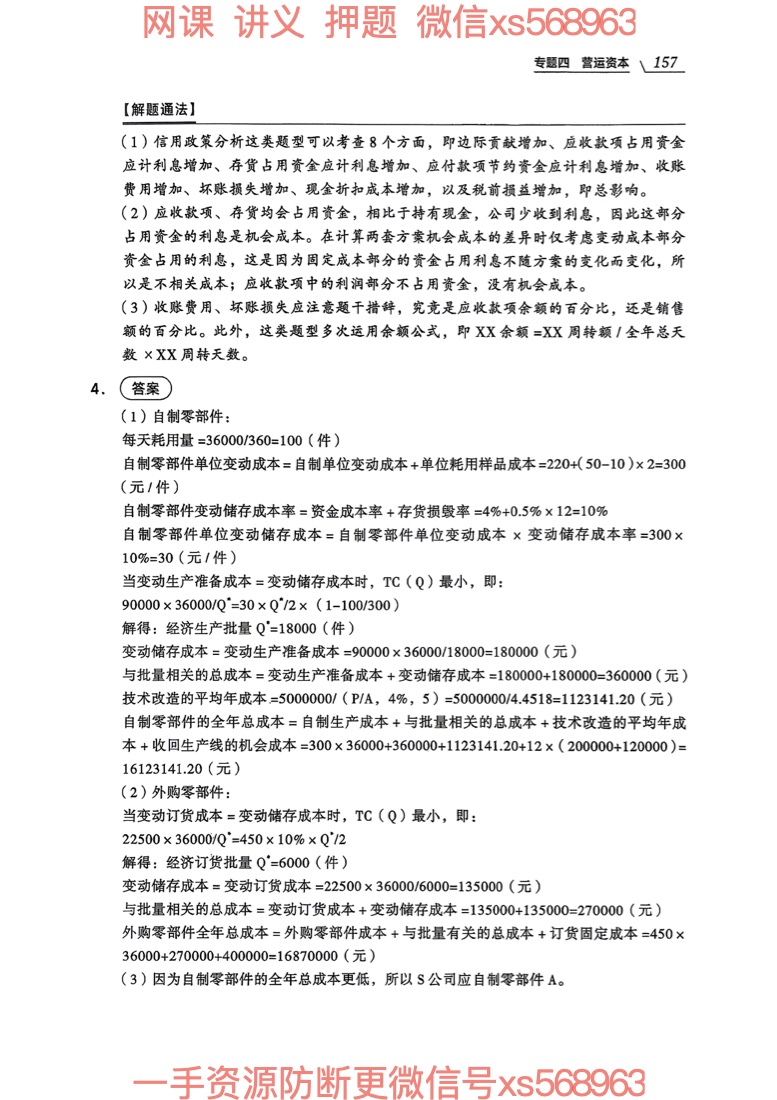 网课 讲义 押题 微信xs568963
专题四 营运资本 157
【解题通法】
（1）信用政策分析这类题型可以考查 8 个方面，即边际贡献增加、应收款项占用资金
应计利息增加、存货占用资金应计利息增加、应付款项节约资金应计利息增加、收账
费用增加、坏账损失增加、现金折扣成本增加，以及税前损益增加，即总影响。
（2）应收款项、存货均会占用资金，相比于持有现金，公司少收到利息，因此这部分
占用资金的利息是机会成本。在计算两套方案机会成本的差异时仅考虑变动成本部分
资金占用的利息，这是因为固定成本部分的资金占用利息不随方案的变化而变化，所
以是不相关成本；应收款项中的利润部分不占用资金，没有机会成本。
（3）收账费用、坏账损失应注意题干措辞，究竟是应收款项余额的百分比，还是销售
额的百分比。此外，这类题型多次运用余额公式，即 XX 余额 =XX 周转额 / 全年总天
数 ×XX 周转天数。
4. 答案
（1）自制零部件：
每天耗用量 =36000/360=100（件）
自制零部件单位变动成本 = 自制单位变动成本 + 单位耗用样品成本 =220+（50-10）× 2=300
（元 / 件）
自制零部件变动储存成本率 = 资金成本率 + 存货损毁率 =4%+0.5% × 12=10%
自制零部件单位变动储存成本 = 自制零部件单位变动成本 × 变动储存成本率 =300 ×
10%=30（元 / 件）
当变动生产准备成本 = 变动储存成本时，TC（Q）最小，即：
90000 × 36000/Q*=30 × Q*/2 ×（1-100/300）
解得：经济生产批量 Q*=18000（件）
变动储存成本 = 变动生产准备成本 =90000 × 36000/18000=180000（元）
与批量相关的总成本 = 变动生产准备成本 + 变动储存成本 =180000+180000=360000（元）
技术改造的平均年成本 =5000000/（P/A，4%，5）=5000000/4.4518=1123141.20（元）
自制零部件的全年总成本 = 自制生产成本 + 与批量相关的总成本 + 技术改造的平均年成
本 + 收回生产线的机会成本 =300 × 36000+360000+1123141.20+12 ×（200000+120000）=
16123141.20（元）
（2）外购零部件：
当变动订货成本 = 变动储存成本时，TC（Q）最小，即：
22500 × 36000/Q*=450 × 10% × Q*/2
解得：经济订货批量 Q*=6000（件）
变动储存成本 = 变动订货成本 =22500 × 36000/6000=135000（元）
与批量相关的总成本 = 变动订货成本 + 变动储存成本 =135000+135000=270000（元）
外购零部件全年总成本 = 外购零部件成本 + 与批量有关的总成本 + 订货固定成本 =450 ×
36000+270000+400000=16870000（元）
（3）因为自制零部件的全年总成本更低，所以 S 公司应自制零部件 A。
一手资源防断更微信号xs568963